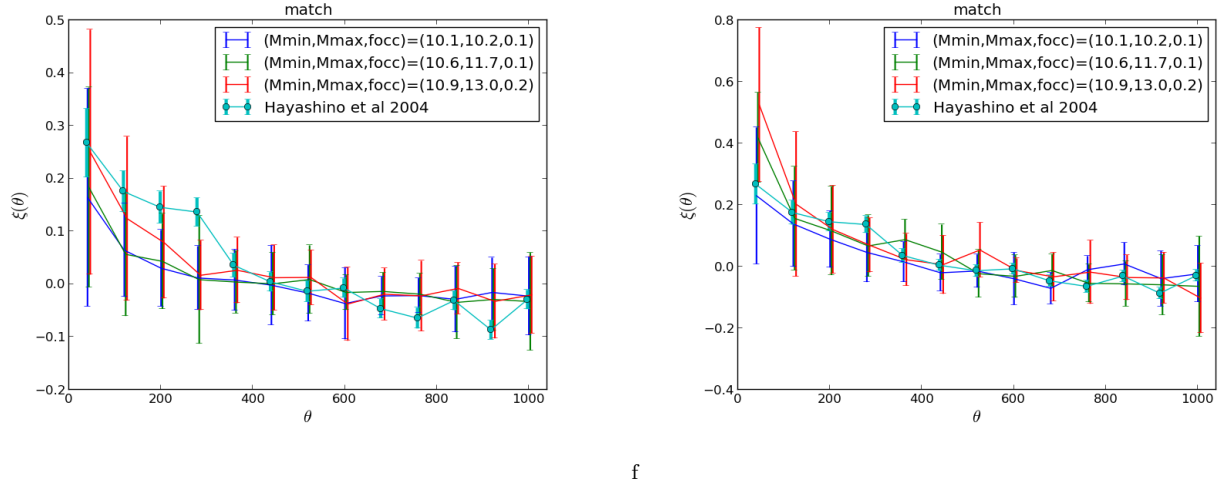 match
0.5
0.4
0.3
0.2
0.1
0.0
−0.1
−0.2
ξ(θ)
(Mmin,Mmax,focc)=(10.1,10.2,0.1)
(Mmin,Mmax,focc)=(10.6,11.7,0.1)
(Mmin,Mmax,focc)=(10.9,13.0,0.2)
Hayashino et al 2004
0 200 400 600 800 1000
θ
match
0.8
0.6
0.4
0.2
0.0
−0.2
−0.4
ξ(θ)
(Mmin,Mmax,focc)=(10.1,10.2,0.1)
(Mmin,Mmax,focc)=(10.6,11.7,0.1)
(Mmin,Mmax,focc)=(10.9,13.0,0.2)
Hayashino et al 2004
0 200 400 600 800 1000
θ
f